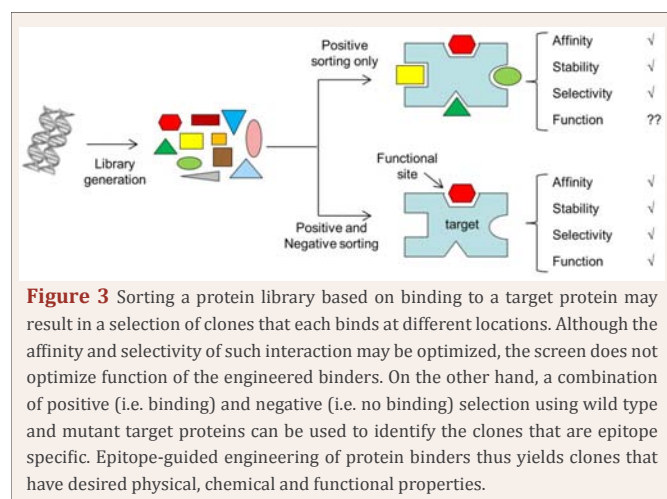 Positive
sorting only
Affinity √
Stability √
Selectivity √
Function ??
Library
generation
Functional
site
Positive and
Negative sorting
target
Affinity √
Stability √
Selectivity √
Function √
Figure 3 Sorting a protein library based on binding to a target protein may
result in a selection of clones that each binds at different locations. Although the
affinity and selectivity of such interaction may be optimized, the screen does not
optimize function of the engineered binders. On the other hand, a combination
of positive (i.e. binding) and negative (i.e. no binding) selection using wild type
and mutant target proteins can be used to identify the clones that are epitope
specific. Epitope-guided engineering of protein binders thus yields clones that
have desired physical, chemical and functional properties.